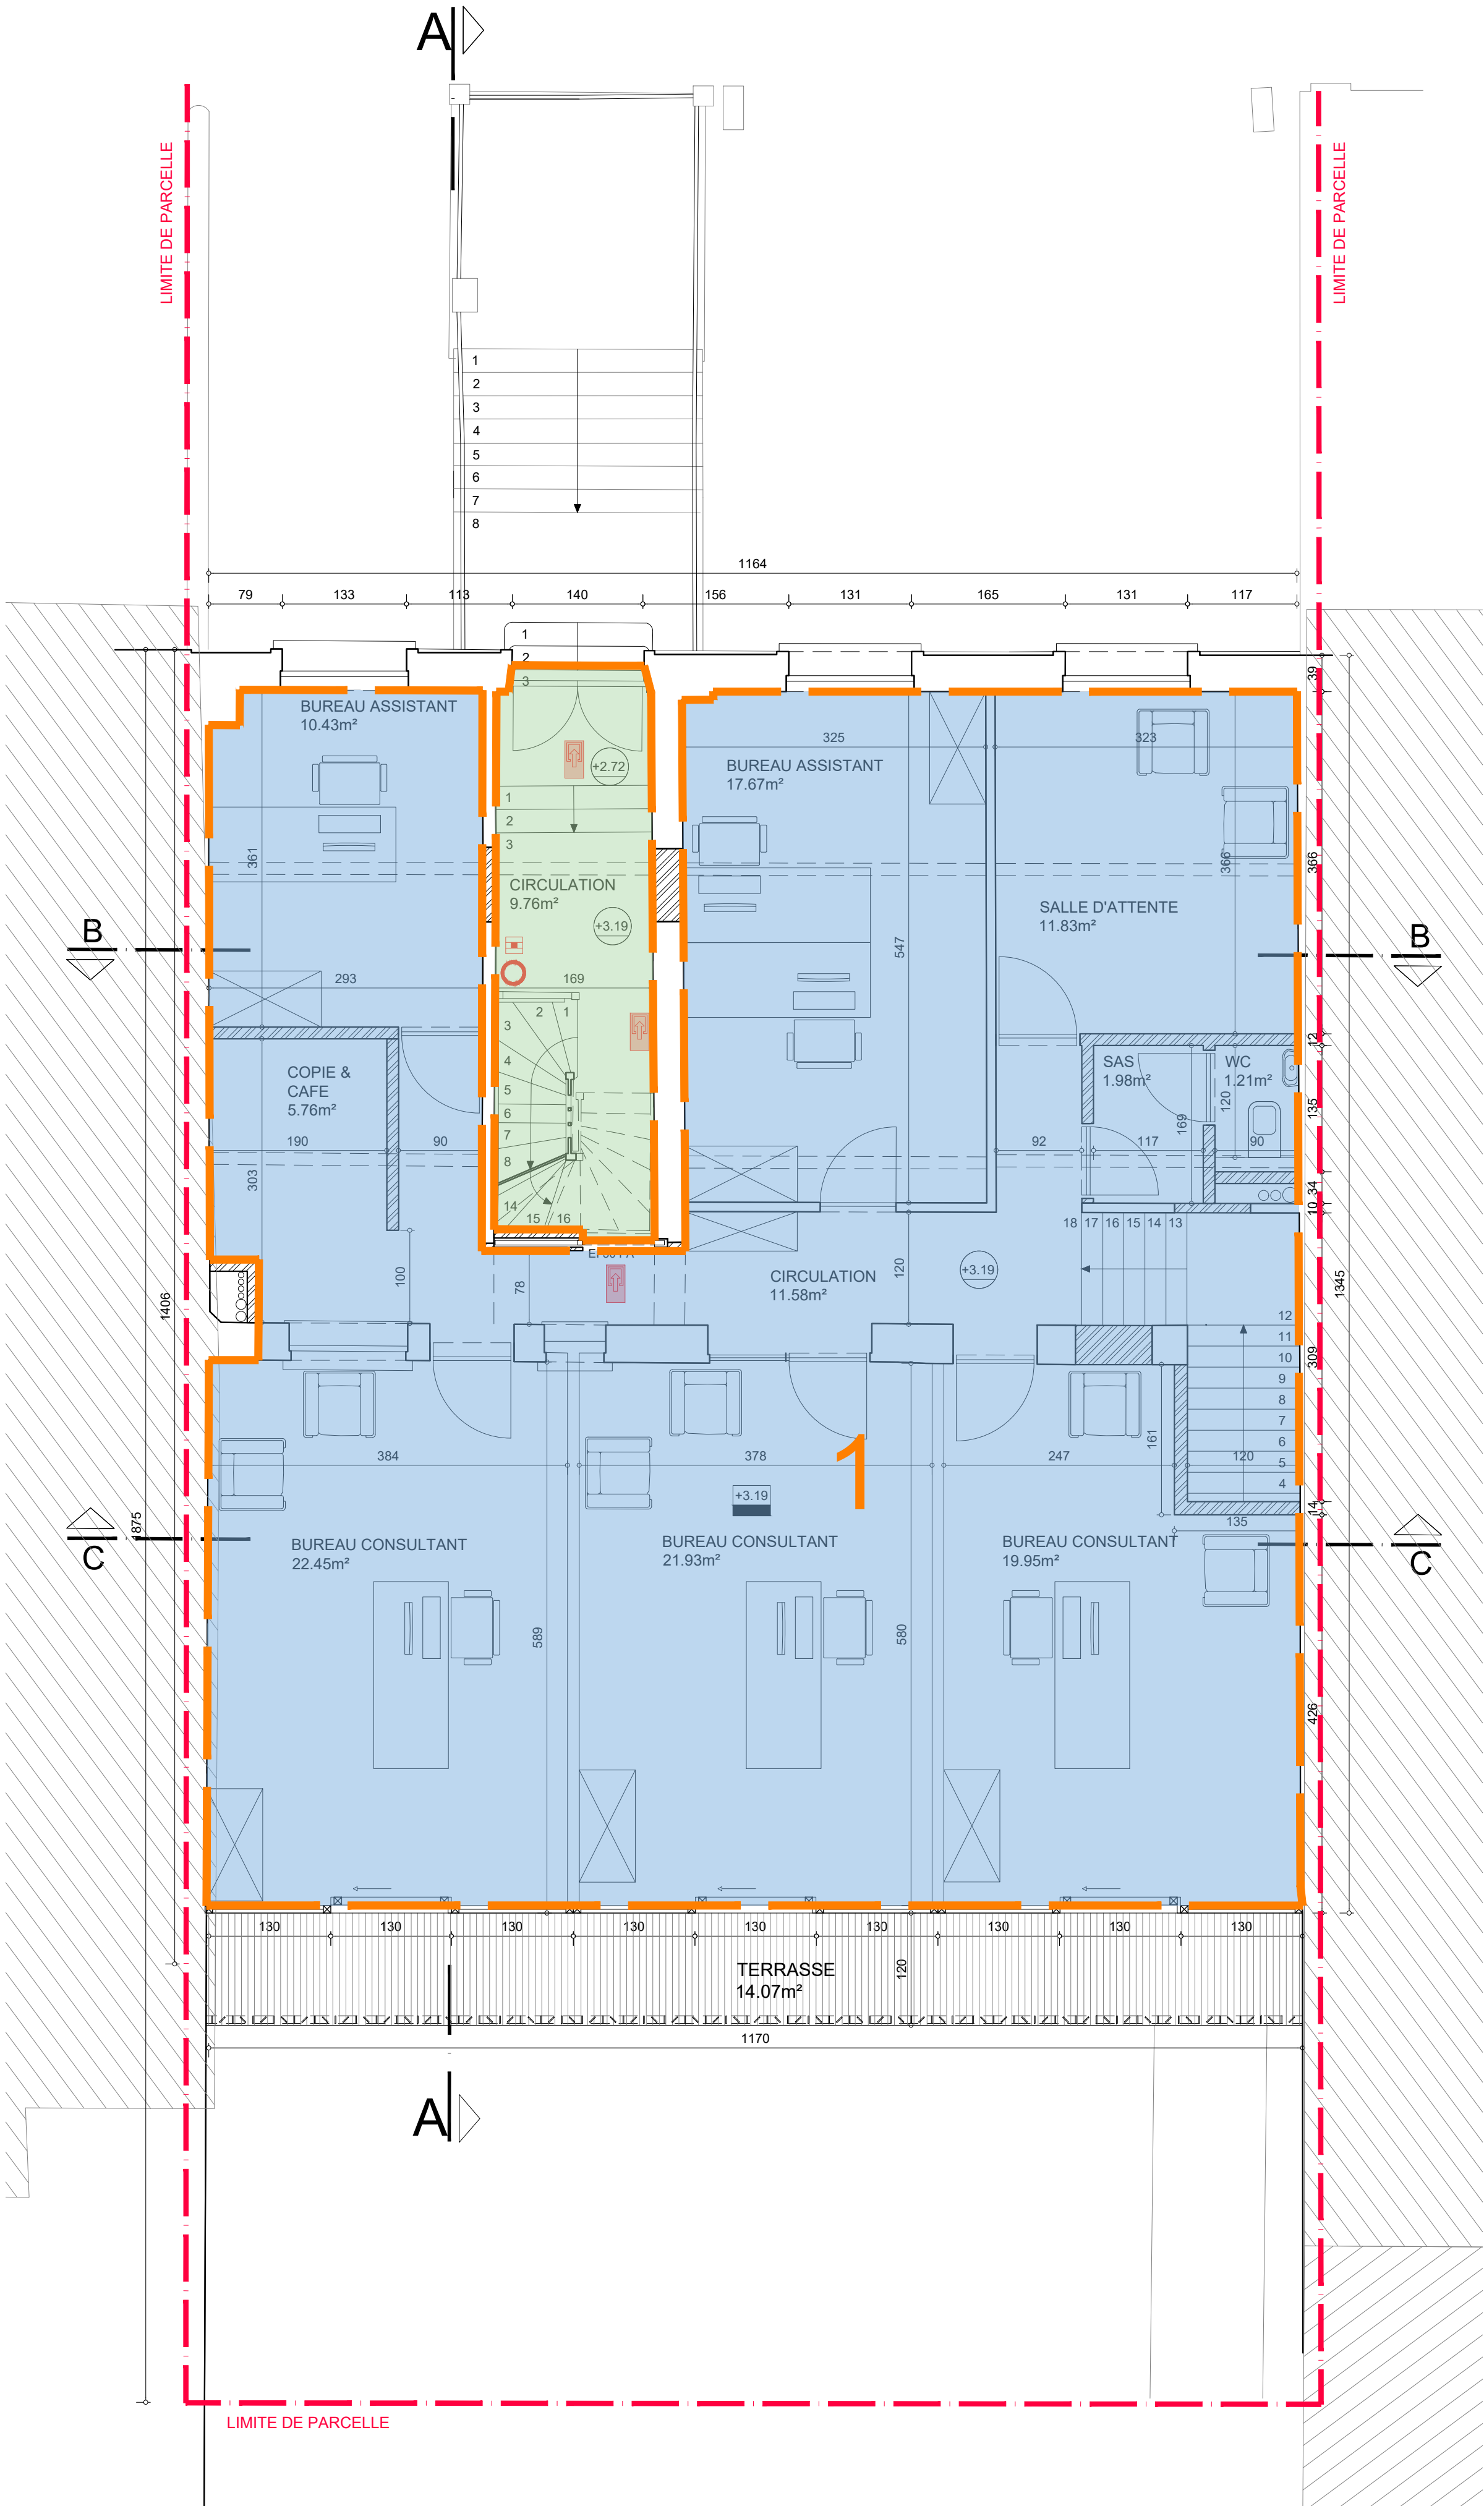 A
LIMITE DE PARCELLE
LIMITE DE PARCELLE
1
2
3
4
5
6
7
8
1164
79 133 113 140 156 131 165 131 117
1
2
3
39
BUREAU ASSISTANT
10.43m²
+2.72
325
323
BUREAU ASSISTANT
17.67m²
1
2
3
361
366
366
CIRCULATION
9.76m²
+3.19
SALLE D'ATTENTE
11.83m²
B
B
547
293
169
2 1
3
4
5
6
7
8
14
15 16
12
COPIE &
CAFE
5.76m²
SAS
1.98m²
WC
1.21m²
120
135
169
190
90
92
117
90
303
34
10
18 17 16 15 14 13
100
78
CIRCULATION
11.58m²
120
+3.19
1345
1406
12
11
10
9
8
7
6
5
4
309
161
384
378
247
120
1
+3.19
14
135
1875
C
C
BUREAU CONSULTANT
22.45m²
BUREAU CONSULTANT
21.93m²
BUREAU CONSULTANT
19.95m²
589
580
426
130 130 130 130 130 130 130 130 130
TERRASSE
14.07m²
120
1170
A
LIMITE DE PARCELLE